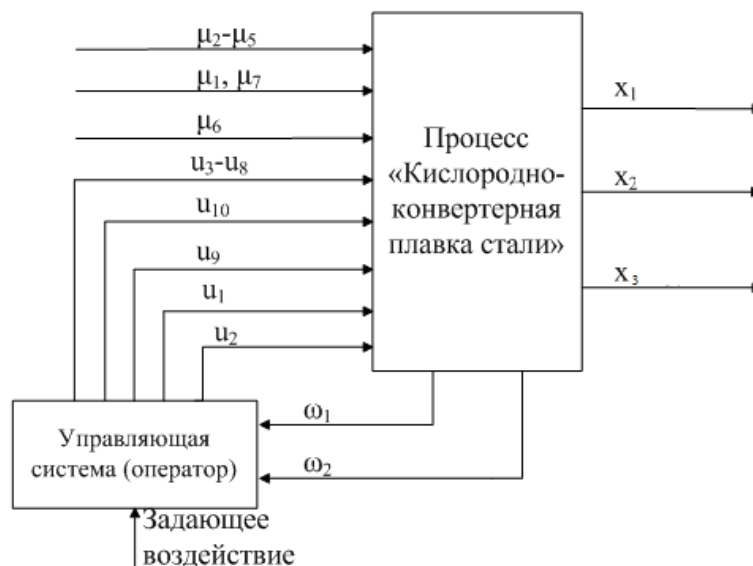 μ₂-μ₅
μ₁, μ₇
μ₆
u₃-u₈
u₁₀
u₉
u₁
u₂
Процесс
«Кислородно-
конвертерная
плавка стали»
x₁
x₂
x₃
ω₁
ω₂
Управляющая
система (оператор)
Задающее
воздействие